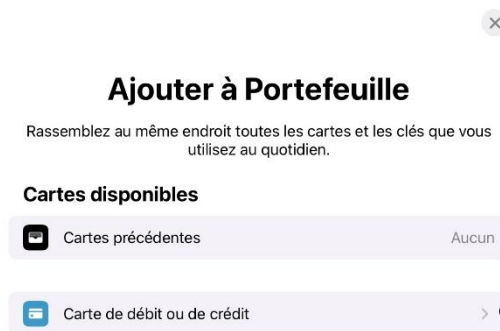 Ajouter à Portefeuille
Rassemblez au même endroit toutes les cartes et les clés que vous
utilisez au quotidien.
Cartes disponibles
Cartes précédentes Aucun
Carte de débit ou de crédit